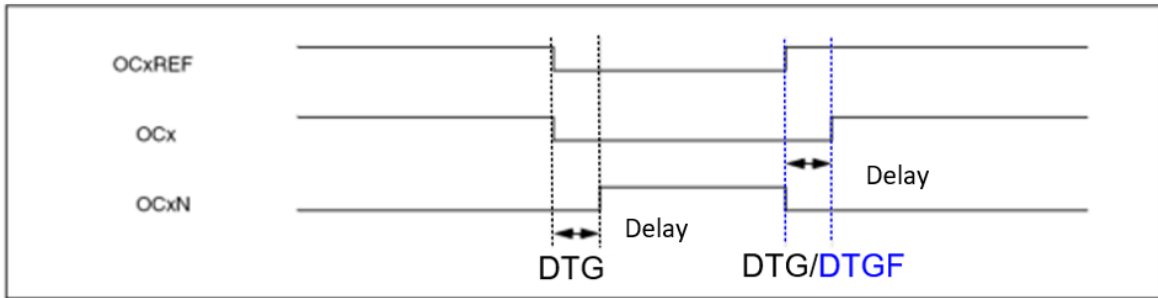 OCxREF
OCx
Delay
OCxN
Delay
DTG
DTG/DTGF